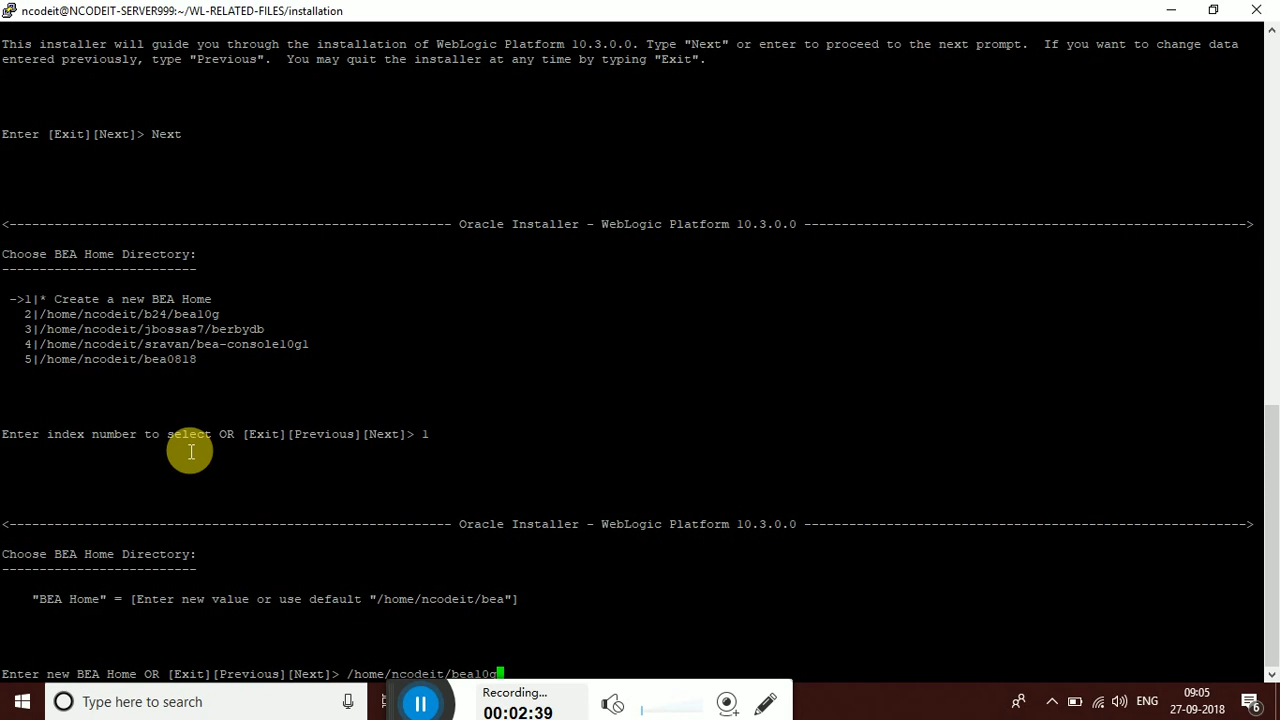 ncodeit@NCODEIT-SERVER999:~/WL-RELATED-FILES/installation
This installer will guide you through the installation of WebLogic Platform 10.3.0.0. Type "Next" or enter to proceed to the next prompt.  If you want to change data
entered previously, type "Previous".  You may quit the installer at any time by typing "Exit".
Enter [Exit][Next]> Next
<--------------------------------------------------- Oracle Installer - WebLogic Platform 10.3.0.0 --------------------------------------------------->
Choose BEA Home Directory:
--------------------------
->1|* Create a new BEA Home
2|/home/ncodeit/b24/bea10g
3|/home/ncodeit/jbossas7/berbydb
4|/home/ncodeit/sravan/bea-console10g1
5|/home/ncodeit/bea0818
Enter index number to select OR [Exit][Previous][Next]> 1
<--------------------------------------------------- Oracle Installer - WebLogic Platform 10.3.0.0 --------------------------------------------------->
Choose BEA Home Directory:
--------------------------
"BEA Home" = [Enter new value or use default "/home/ncodeit/bea"]
Enter new BEA Home OR [Exit][Previous][Next]> /home/ncodeit/bea10g
Type here to search
Recording...
00:02:39
ENG
09:05
27-09-2018
6